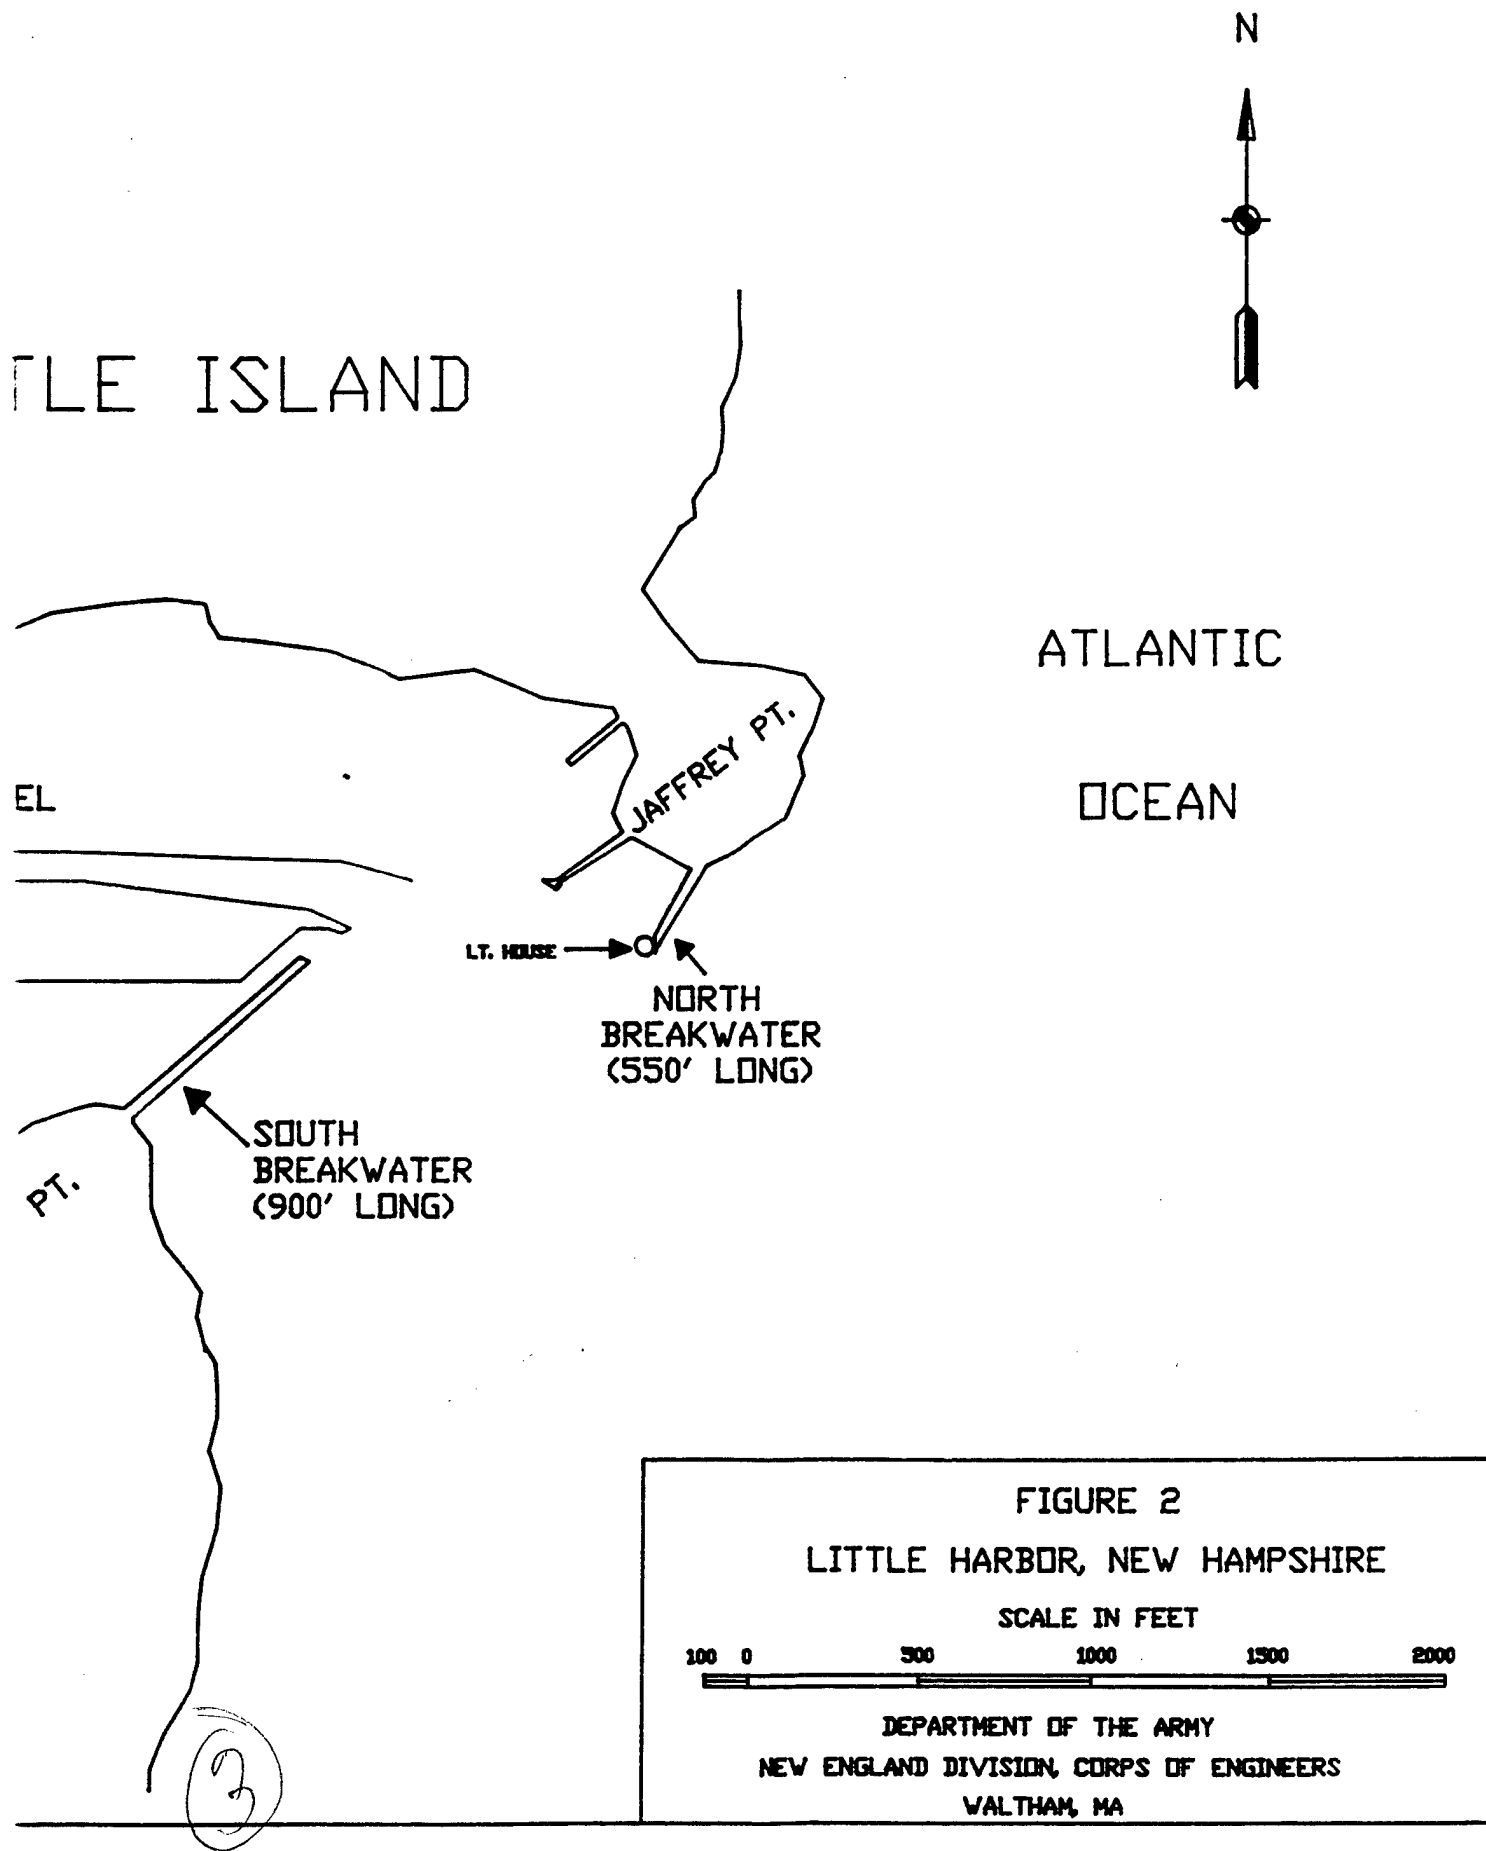 N
TLE ISLAND
ATLANTIC
OCEAN
JAFFREY PT.
EL
LT. HOUSE
NORTH
BREAKWATER
(550' LONG)
SOUTH
BREAKWATER
(900' LONG)
PT.
FIGURE 2
LITTLE HARBOR, NEW HAMPSHIRE
SCALE IN FEET
100 0 500 1000 1500 2000
DEPARTMENT OF THE ARMY
NEW ENGLAND DIVISION, CORPS OF ENGINEERS
WALTHAM, MA
3